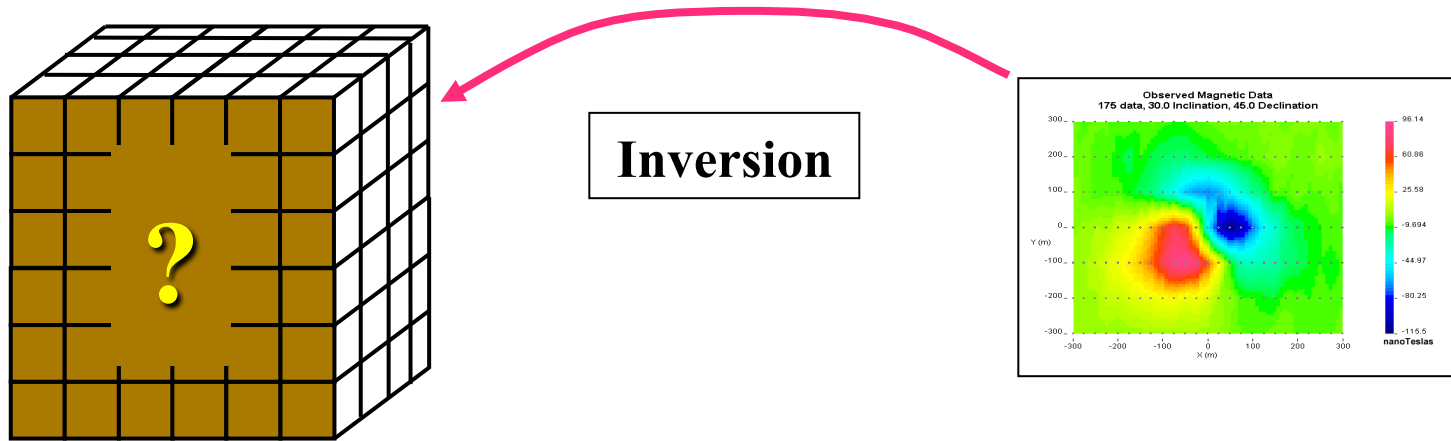 ?
Inversion
Observed Magnetic Data
175 data, 30.0 Inclination, 45.0 Declination
300
200
100
0
-100
-200
-300
Y (m)
-300 -200 -100 0 100 200 300
X (m)
96.14
60.86
25.58
-9.694
-44.97
-80.25
-115.5
nanoTeslas